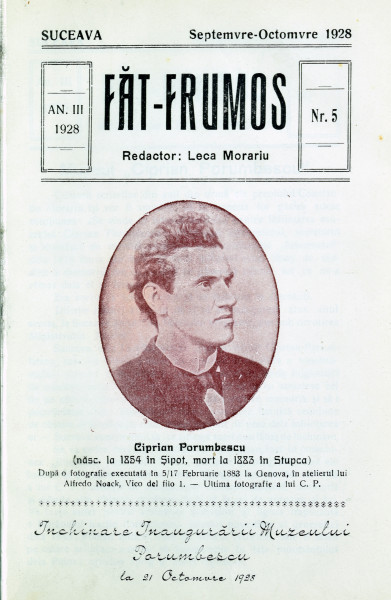 SUCEAVA Septemvre-Octomvre 1928
AN. III
1928
FĂT-FRUMOS
Nr. 5
Redactor: Leca Morariu
Ciprian Porumbescu
(născ. la 1854 în Șipot, mort la 1883 în Stupca)
După o fotografie executată în 5/17 Februarie 1883 la Genova, în atelierul lui
Alfredo Noack, Vico del filo 1. — Ultima fotografie a lui C. P.
Închinare Inaugurării Muzeului
Porumbescu
la 21 Octomvre 1928